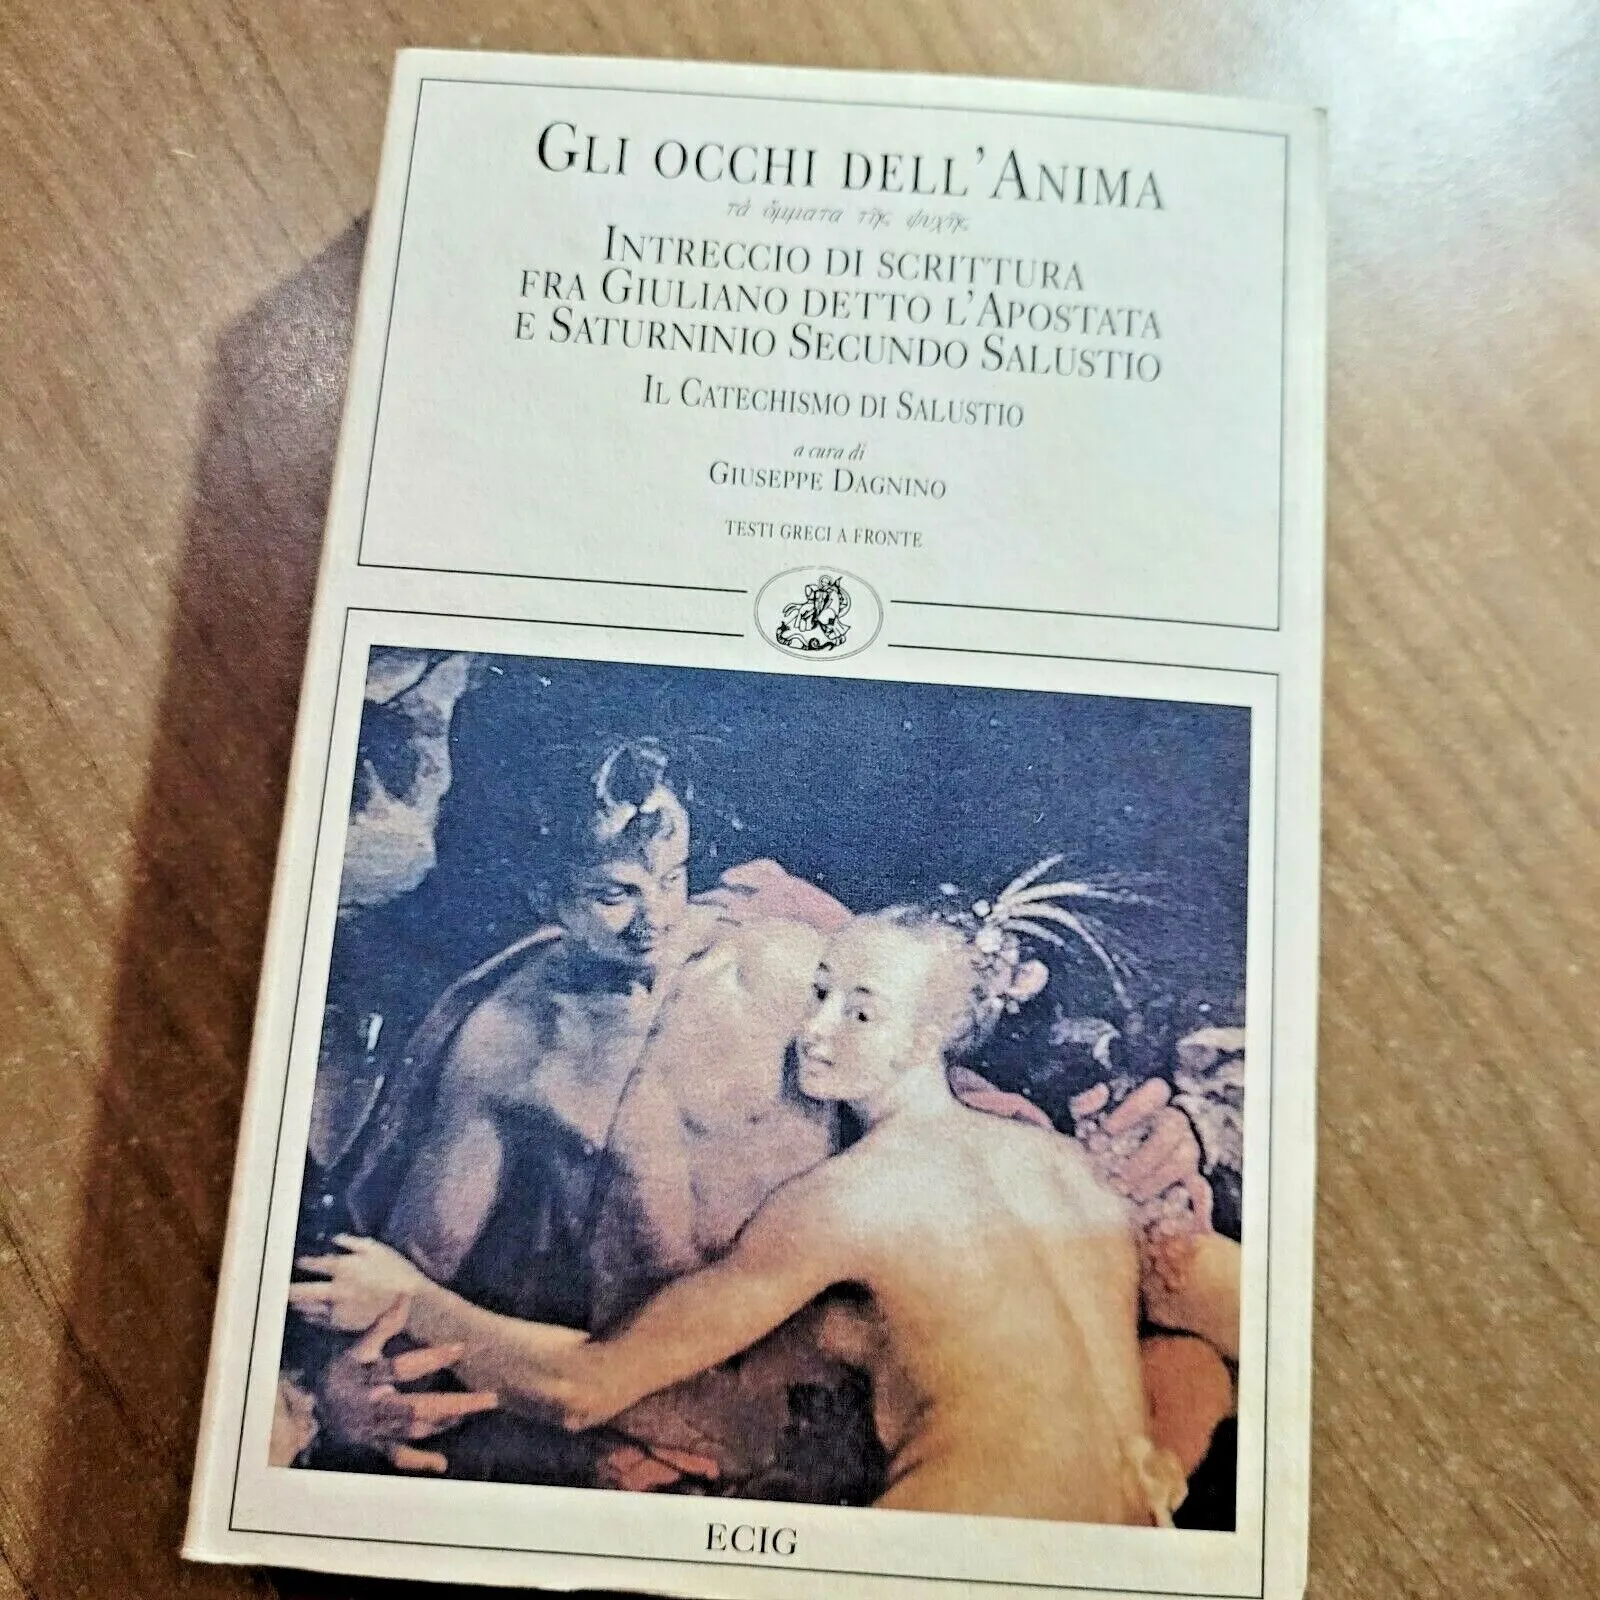 GLI OCCHI DELL'ANIMA
τὰ ὄμματα τῆς ψυχῆς
INTRECCIO DI SCRITTURA
FRA GIULIANO DETTO L'APOSTATA
E SATURNINIO SECUNDO SALUSTIO
IL CATECHISMO DI SALUSTIO
a cura di
GIUSEPPE DAGNINO
TESTI GRECI A FRONTE
ECIG